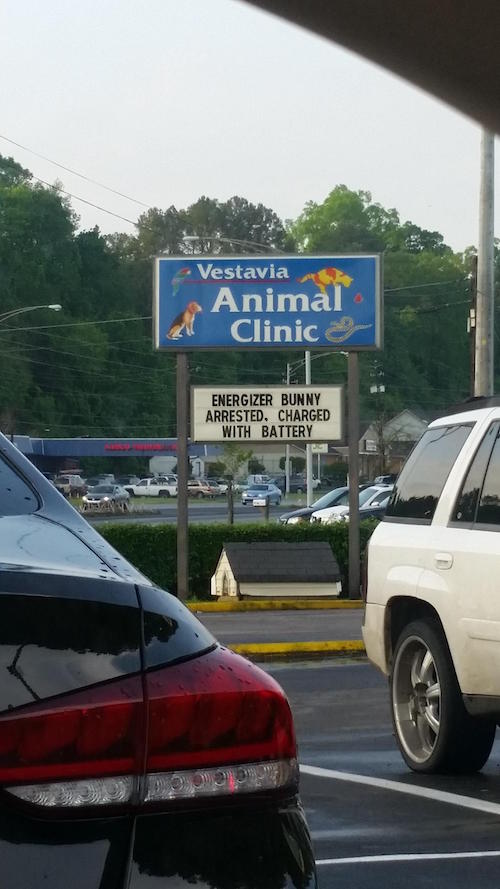 Vestavia
Animal
Clinic
ENERGIZER BUNNY
ARRESTED. CHARGED
WITH BATTERY